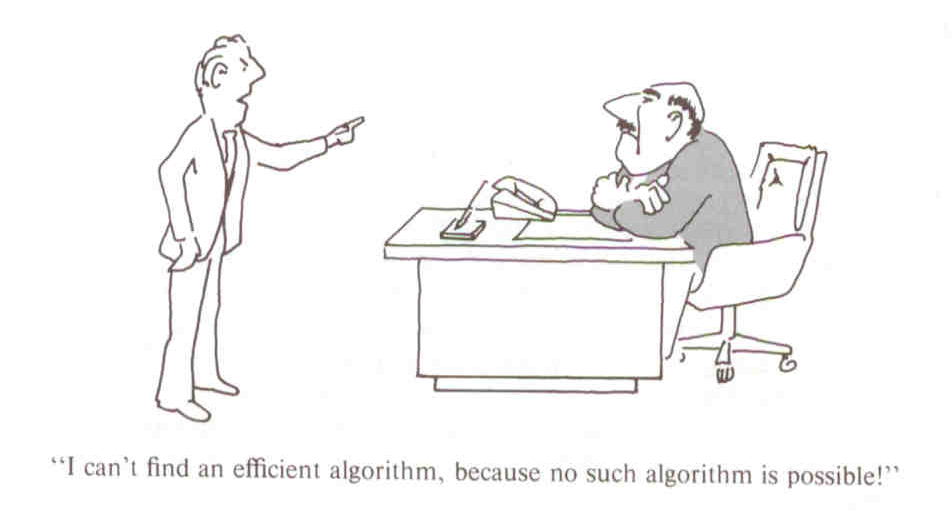 “I can’t find an efficient algorithm, because no such algorithm is possible!”